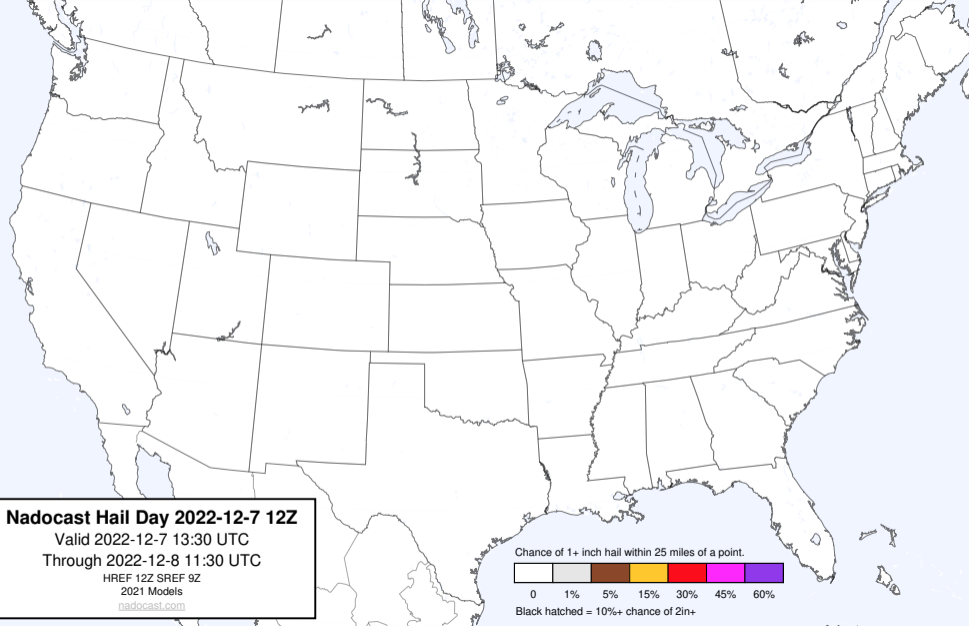 Nadocast Hail Day 2022-12-7 12Z
Valid 2022-12-7 13:30 UTC
Through 2022-12-8 11:30 UTC
HREF 12Z SREF 9Z
2021 Models
nadocast.com
Chance of 1+ inch hail within 25 miles of a point.
0 1% 5% 15% 30% 45% 60%
Black hatched = 10%+ chance of 2in+